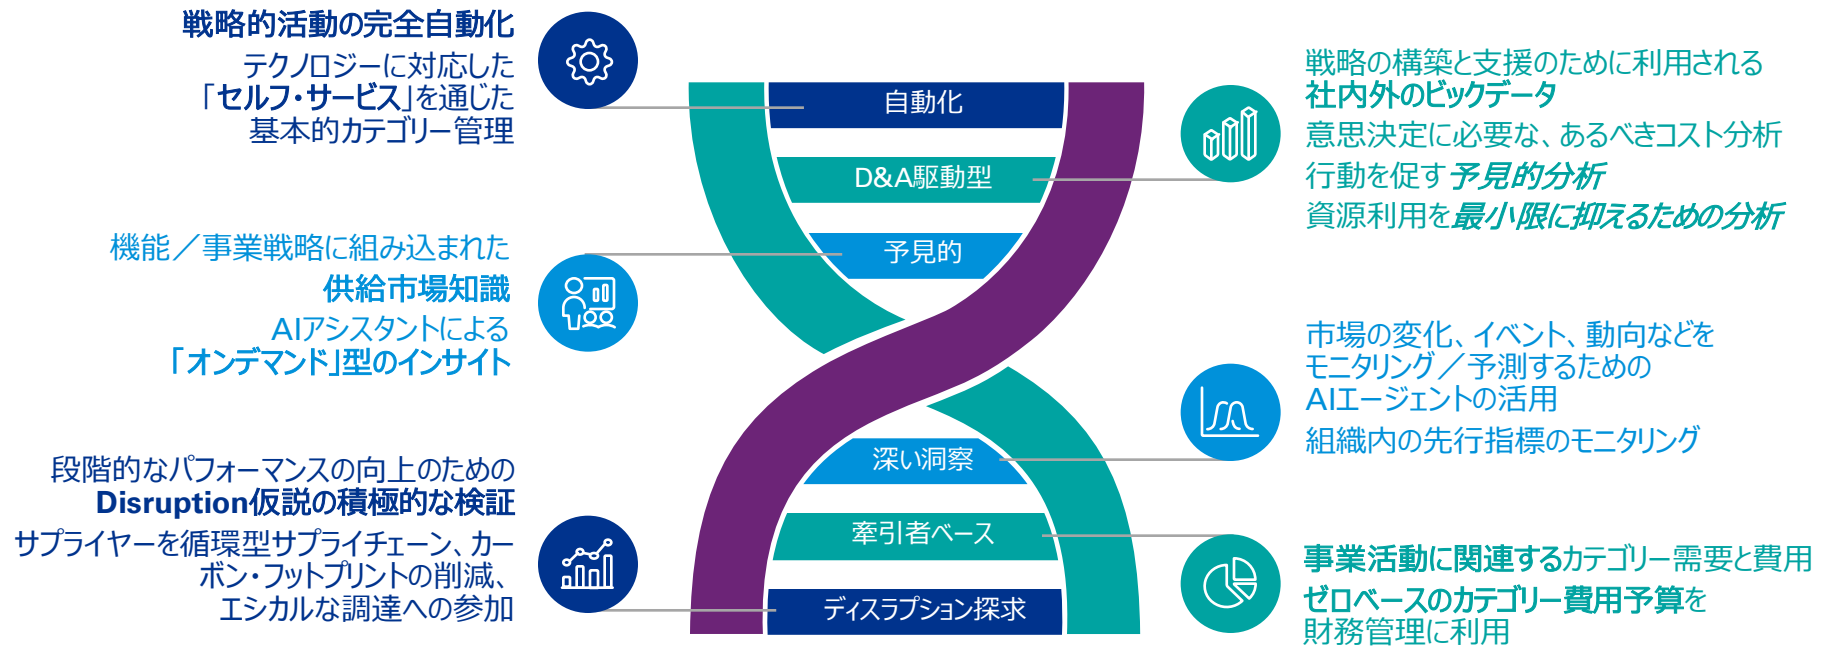 戦略的活動の完全自動化
テクノロジーに対応した
「セルフ・サービス」を通じた
基本的カテゴリー管理
機能／事業戦略に組み込まれた
供給市場知識
AIアシスタントによる
「オンデマンド」型のインサイト
段階的なパフォーマンスの向上のための
Disruption仮説の積極的な検証
サプライヤーを循環型サプライチェーン、カー
ボン・フットプリントの削減、
エシカルな調達への参加
自動化
D&A駆動型
予見的
深い洞察
牽引者ベース
ディスラプション探求
戦略の構築と支援のために利用される
社内外のビックデータ
意思決定に必要な、あるべきコスト分析
行動を促す予見的分析
資源利用を最小限に抑えるための分析
市場の変化、イベント、動向などを
モニタリング／予測するための
AIエージェントの活用
組織内の先行指標のモニタリング
事業活動に関連するカテゴリー需要と費用
ゼロベースのカテゴリー費用予算を
財務管理に利用